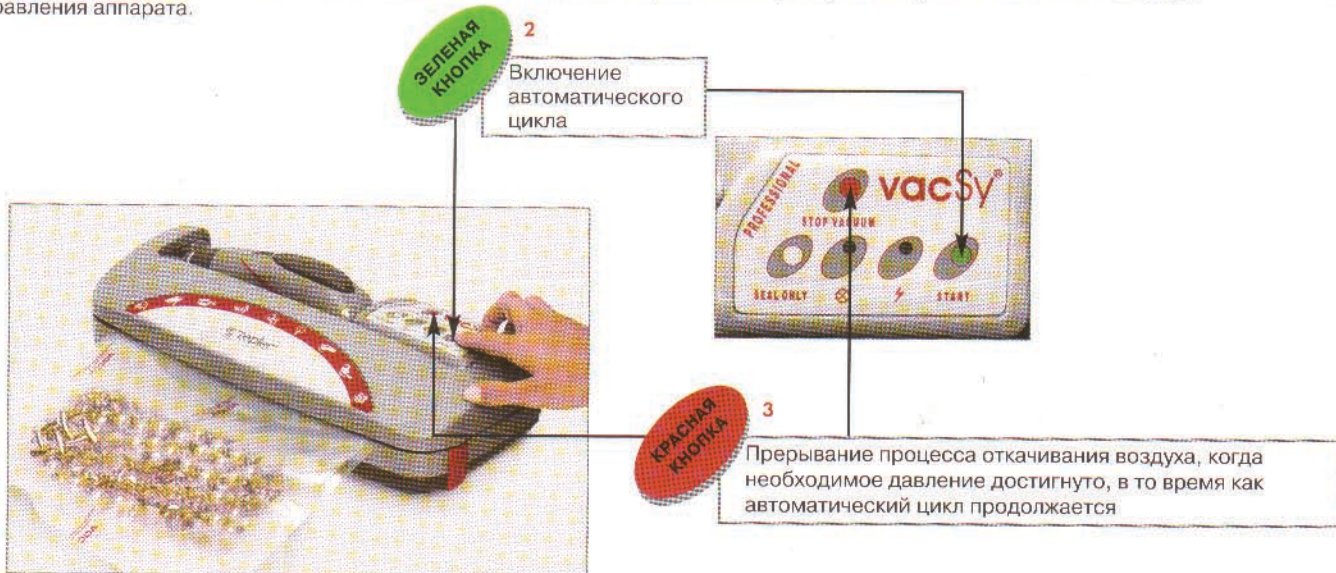 равления аппарата.
ЗЕЛЕНАЯ
КНОПКА
2
Включение
автоматического
цикла
PROFESSIONAL
vacSy®
STOP VACUUM
SEAL ONLY
START
zepter
КРАСНАЯ
КНОПКА
3
Прерывание процесса откачивания воздуха, когда
необходимое давление достигнуто, в то время как
автоматический цикл продолжается